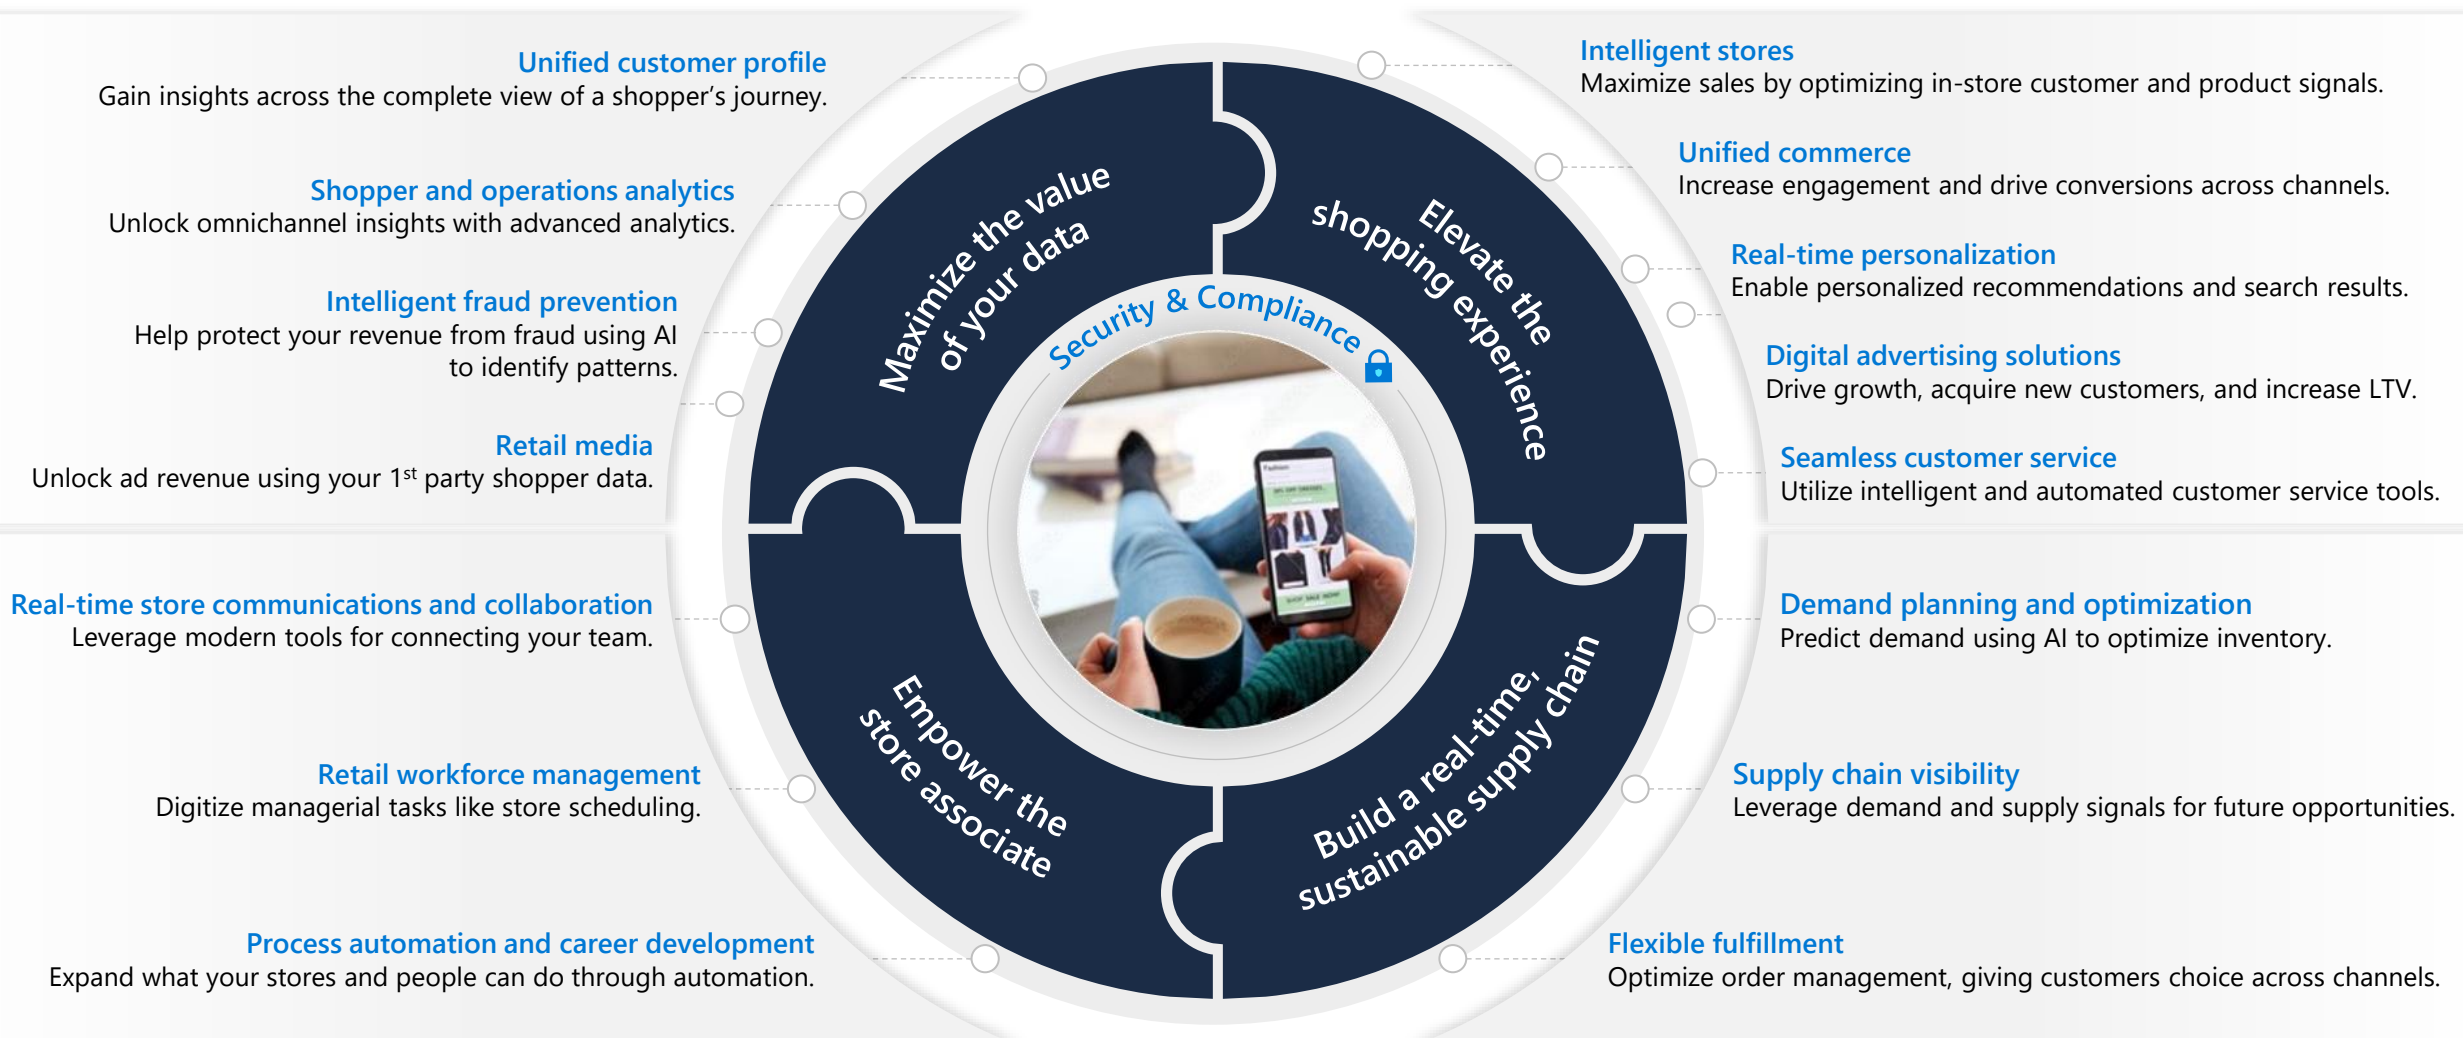 Unified customer profile
Gain insights across the complete view of a shopper's journey.
Shopper and operations analytics
Unlock omnichannel insights with advanced analytics.
Intelligent fraud prevention
Help protect your revenue from fraud using AI
to identify patterns.
Retail media
Unlock ad revenue using your 1st party shopper data.
Maximize the value
of your data
Elevate the
shopping experience
Security & Compliance
Intelligent stores
Maximize sales by optimizing in-store customer and product signals.
Unified commerce
Increase engagement and drive conversions across channels.
Real-time personalization
Enable personalized recommendations and search results.
Digital advertising solutions
Drive growth, acquire new customers, and increase LTV.
Seamless customer service
Utilize intelligent and automated customer service tools.
Real-time store communications and collaboration
Leverage modern tools for connecting your team.
Retail workforce management
Digitize managerial tasks like store scheduling.
Process automation and career development
Expand what your stores and people can do through automation.
Empower the
store associate
Build a real-time,
sustainable supply chain
Demand planning and optimization
Predict demand using AI to optimize inventory.
Supply chain visibility
Leverage demand and supply signals for future opportunities.
Flexible fulfillment
Optimize order management, giving customers choice across channels.